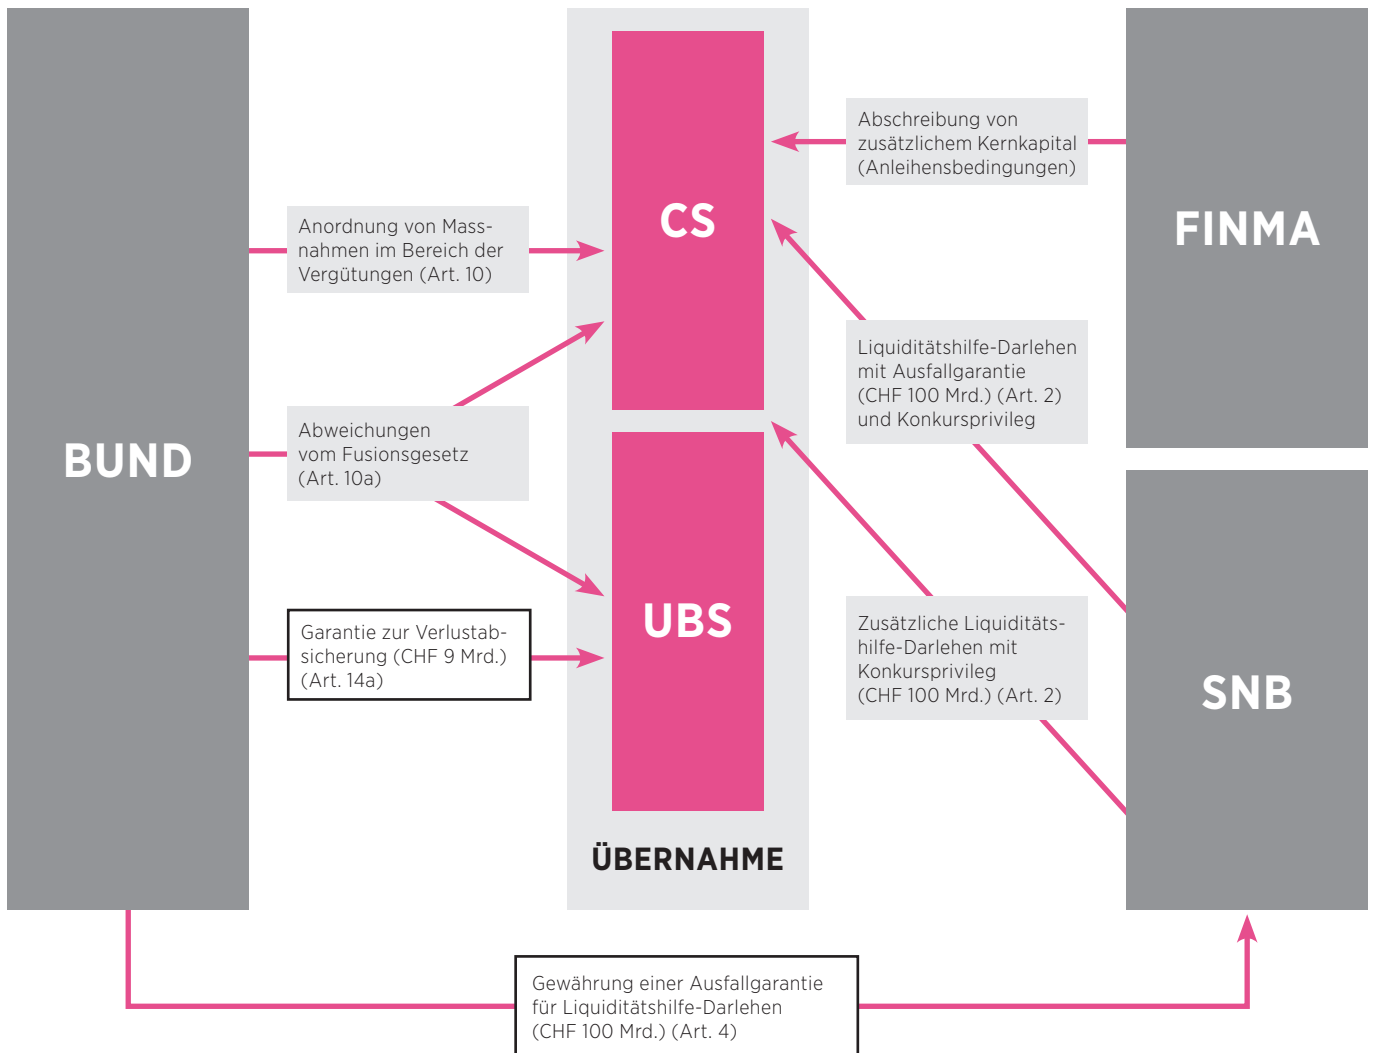 BUND
Anordnung von Mass-
nahmen im Bereich der
Vergütungen (Art. 10)
Abweichungen
vom Fusionsgesetz
(Art. 10a)
Garantie zur Verlustab-
sicherung (CHF 9 Mrd.)
(Art. 14a)
CS
UBS
ÜBERNAHME
Abschreibung von
zusätzlichem Kernkapital
(Anleihensbedingungen)
Liquiditätshilfe-Darlehen
mit Ausfallgarantie
(CHF 100 Mrd.) (Art. 2)
und Konkursprivileg
Zusätzliche Liquiditäts-
hilfe-Darlehen mit
Konkursprivileg
(CHF 100 Mrd.) (Art. 2)
FINMA
SNB
Gewährung einer Ausfallgarantie
für Liquiditätshilfe-Darlehen
(CHF 100 Mrd.) (Art. 4)